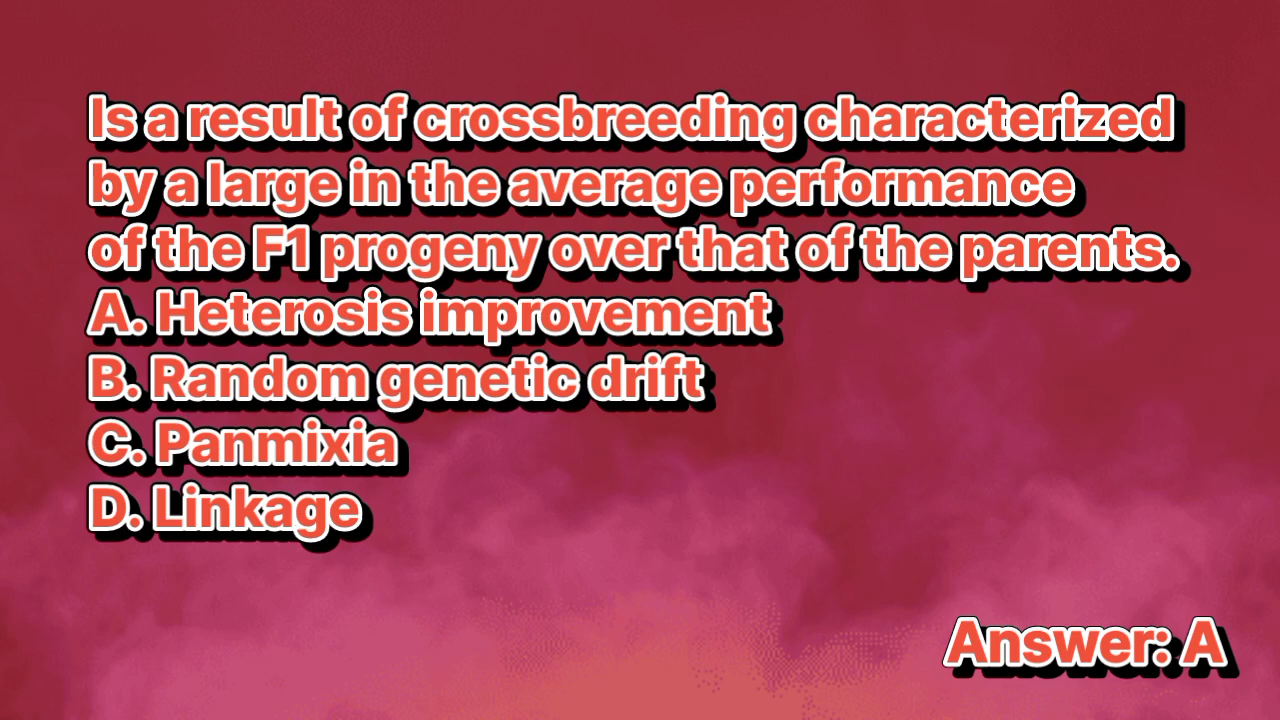 Is a result of crossbreeding characterized
by a large in the average performance
of the F1 progeny over that of the parents.
A. Heterosis improvement
B. Random genetic drift
C. Panmixia
D. Linkage
Answer: A